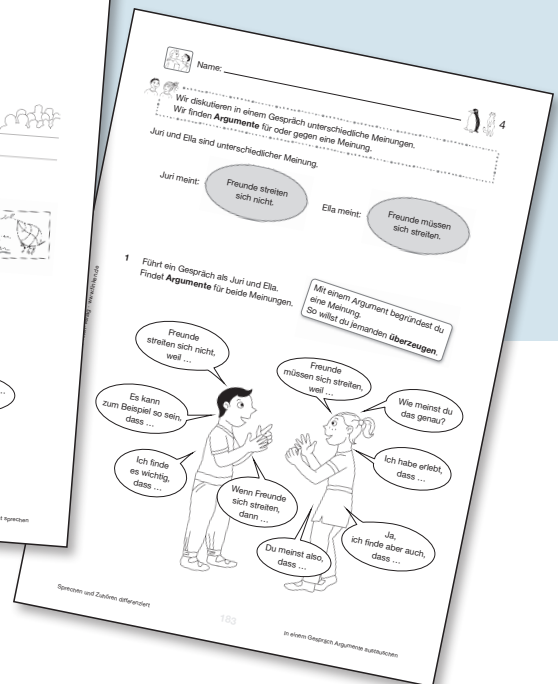 Name:
4
Wir diskutieren in einem Gespräch unterschiedliche Meinungen.
Wir finden Argumente für oder gegen eine Meinung.
Juri und Ella sind unterschiedlicher Meinung.
Juri meint:
Freunde streiten
sich nicht.
Ella meint:
Freunde müssen
sich streiten.
1 Führt ein Gespräch als Juri und Ella.
Findet Argumente für beide Meinungen.
Mit einem Argument begründest du
eine Meinung.
So willst du jemanden überzeugen.
Freunde
streiten sich nicht,
weil ...
Freunde
müssen sich streiten,
weil ...
Es kann
zum Beispiel so sein,
dass ...
Wie meinst du
das genau?
Ich finde
es wichtig,
dass ...
Ich habe erlebt,
dass ...
Wenn Freunde
sich streiten,
dann ...
Du meinst also,
dass ...
Ja,
ich finde aber auch,
dass ...
Sprechen und Zuhören differenziert
193
In einem Gespräch Argumente austauschen